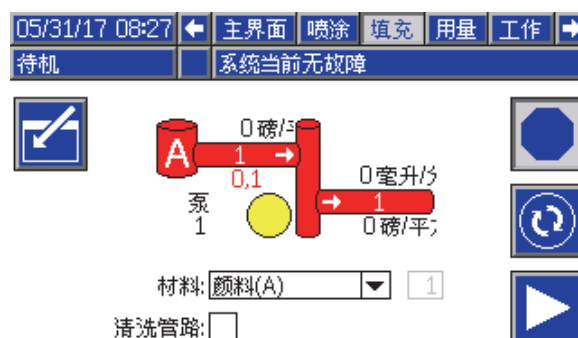 05/31/17 08:27 主界面 喷涂 填充 用量 工作
待机 系统当前无故障
0磅/平
A 1
0,1
0毫升/分
1
0磅/平方
泵
1
材料: 颜料(A) 1
清洗管路: